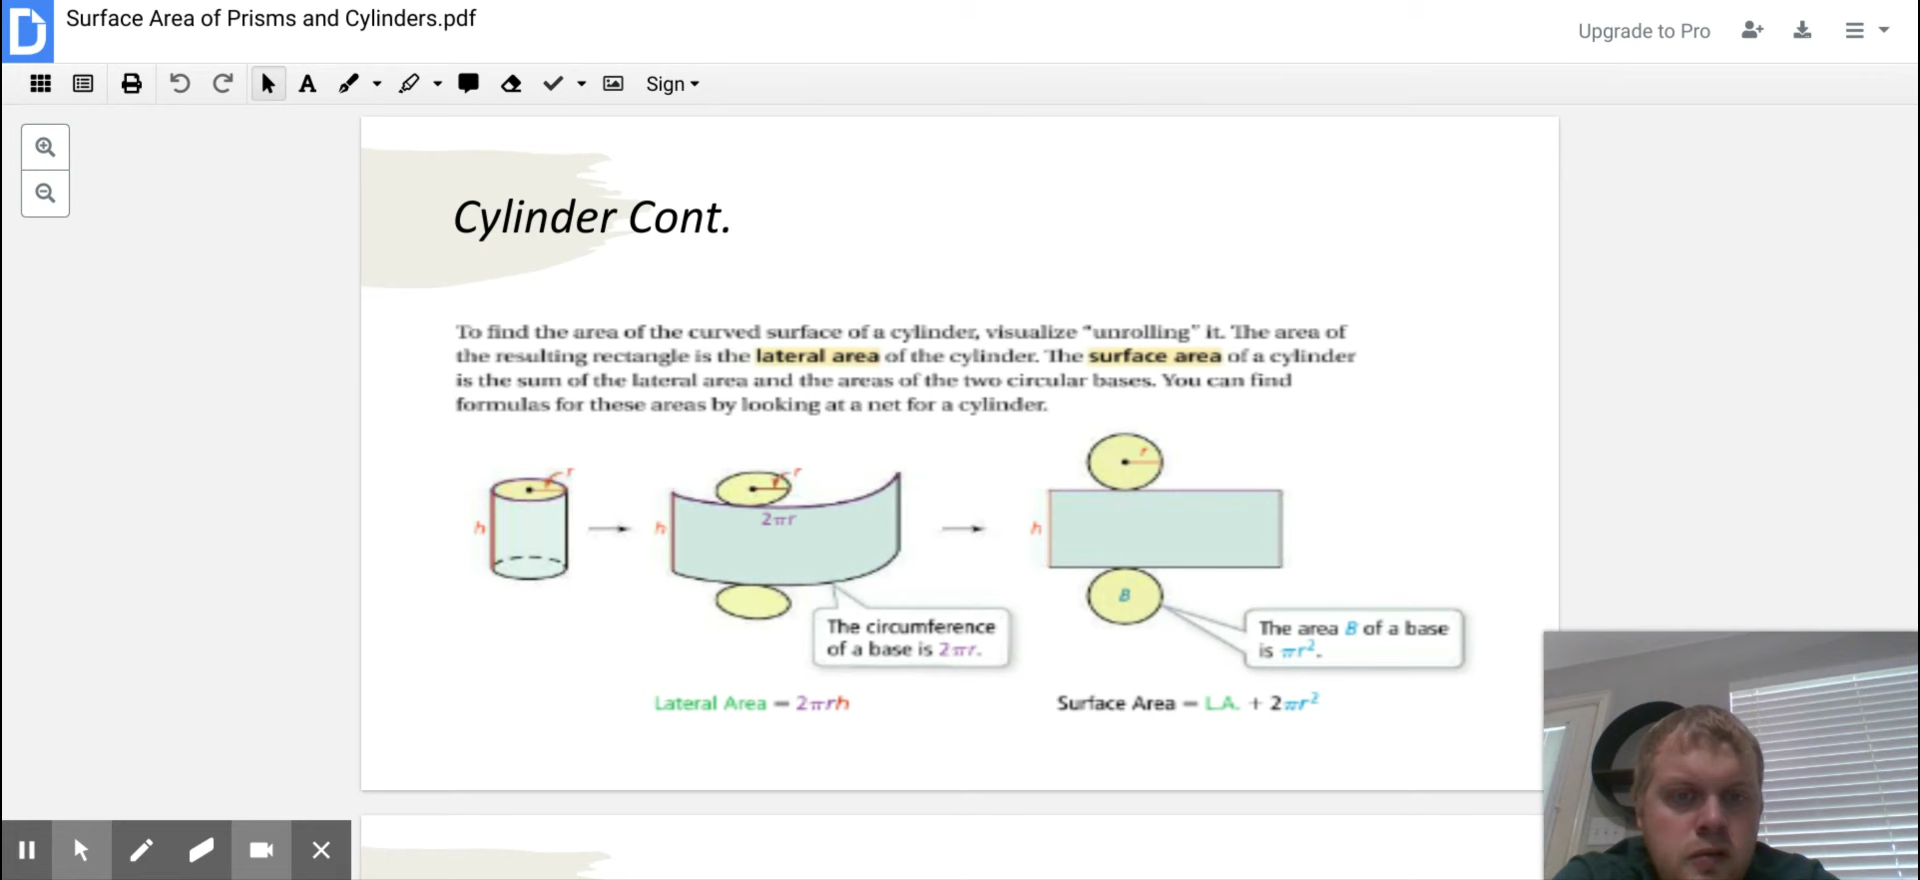 Surface Area of Prisms and Cylinders.pdf
Upgrade to Pro
A
Sign
Cylinder Cont.
To find the area of the curved surface of a cylinder, visualize “unrolling” it. The area of
the resulting rectangle is the lateral area of the cylinder. The surface area of a cylinder
is the sum of the lateral area and the areas of the two circular bases. You can find
formulas for these areas by looking at a net for a cylinder.
r
h
r
h
2πr
The circumference
of a base is 2πr.
Lateral Area = 2πrh
r
h
B
The area B of a base
is πr².
Surface Area = L.A. + 2πr²